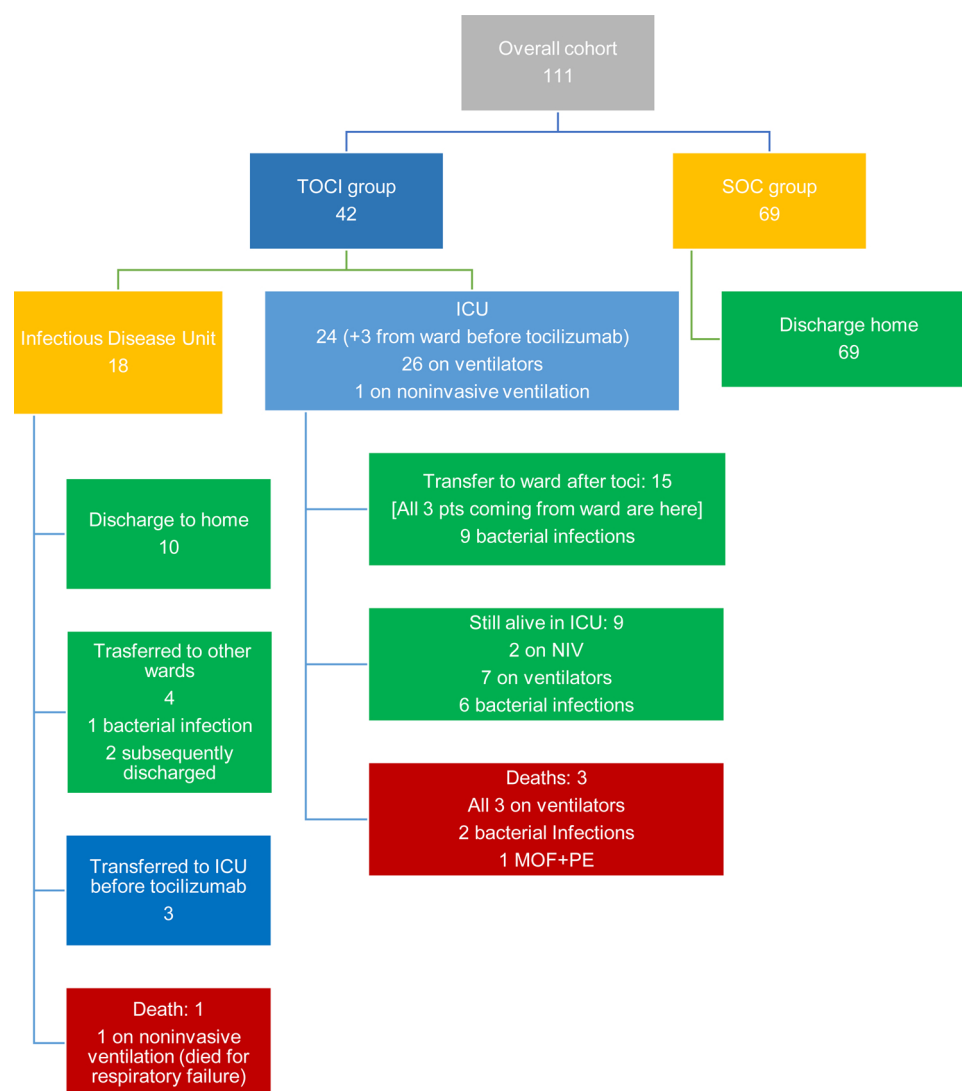 Overall cohort
111
TOCI group
42
SOC group
69
Infectious Disease Unit
18
ICU
24 (+3 from ward before tocilizumab)
26 on ventilators
1 on noninvasive ventilation
Discharge home
69
Discharge to home
10
Trasferred to other
wards
4
1 bacterial infection
2 subsequently
discharged
Transferred to ICU
before tocilizumab
3
Death: 1
1 on noninvasive
ventilation (died for
respiratory failure)
Transfer to ward after toci: 15
[All 3 pts coming from ward are here]
9 bacterial infections
Still alive in ICU: 9
2 on NIV
7 on ventilators
6 bacterial infections
Deaths: 3
All 3 on ventilators
2 bacterial Infections
1 MOF+PE